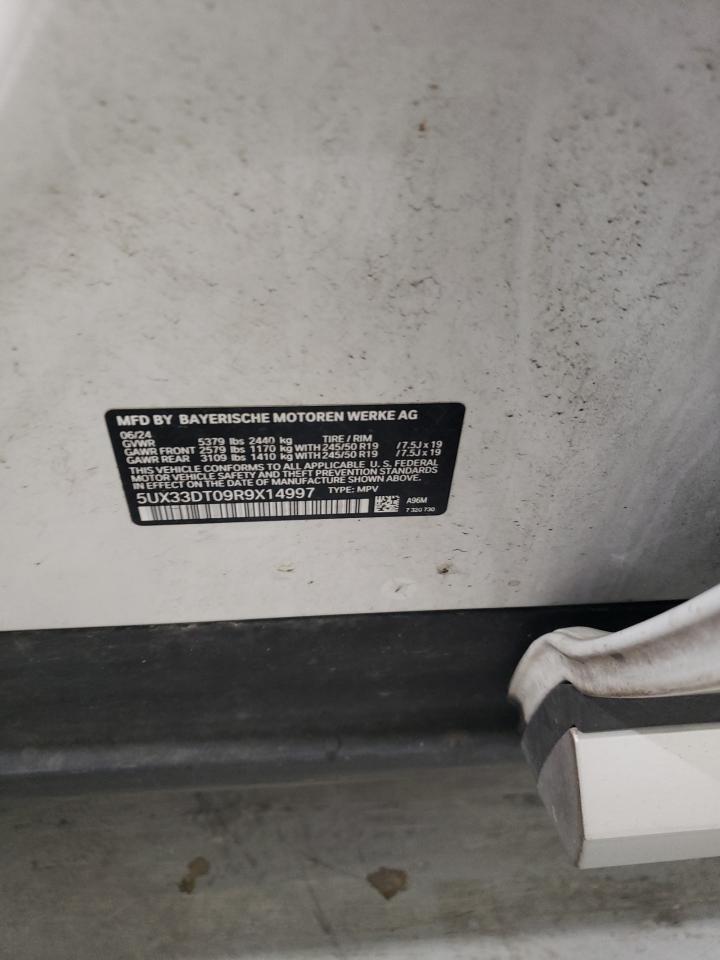 MFD BY BAYERISCHE MOTOREN WERKE AG
06/24
GVWR 5379 lbs 2440 kg TIRE / RIM
GAWR FRONT 2579 lbs 1170 kg WITH 245/50 R19 /7.5J x 19
GAWR REAR 3109 lbs 1410 kg WITH 245/50 R19 /7.5J x 19
THIS VEHICLE CONFORMS TO ALL APPLICABLE U. S. FEDERAL
MOTOR VEHICLE SAFETY AND THEFT PREVENTION STANDARDS
IN EFFECT ON THE DATE OF MANUFACTURE SHOWN ABOVE.
5UX33DT09R9X14997 TYPE: MPV
A96M
7 320 730